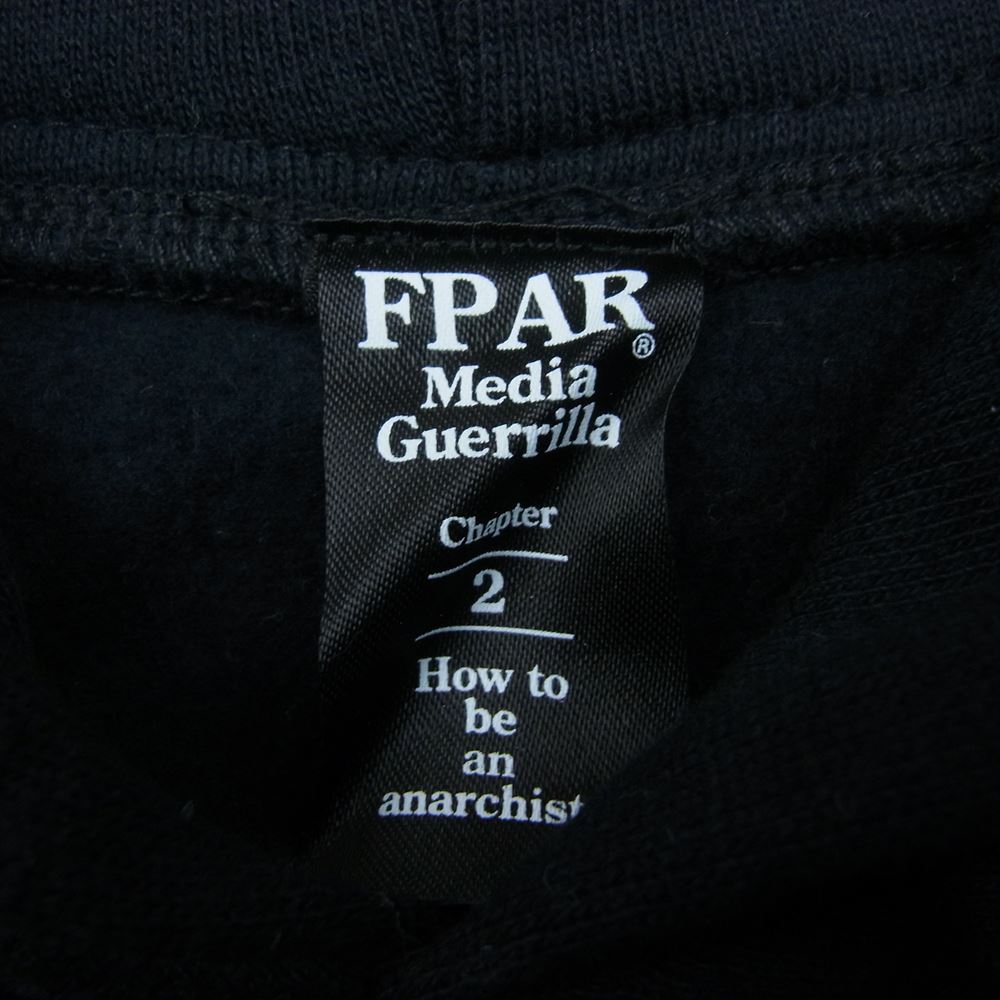 FPAR
®
Media
Guerrilla
Chapter
2
How to
be
an
anarchist